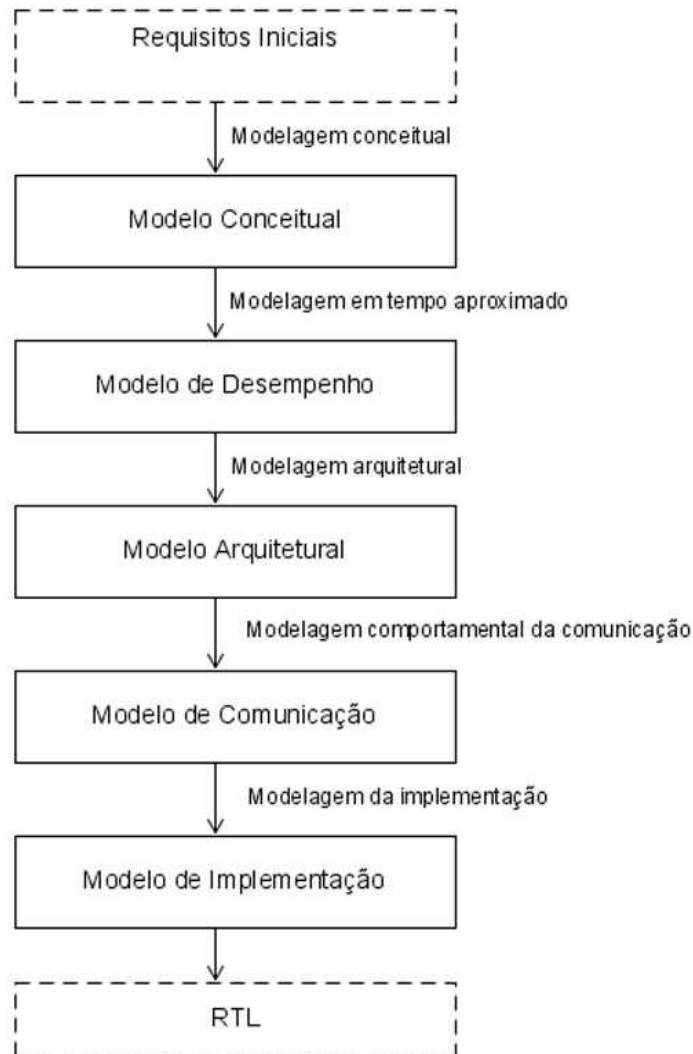 Requisitos Iniciais
Modelagem conceitual
Modelo Conceitual
Modelagem em tempo aproximado
Modelo de Desempenho
Modelagem arquitetural
Modelo Arquitetural
Modelagem comportamental da comunicação
Modelo de Comunicação
Modelagem da implementação
Modelo de Implementação
RTL